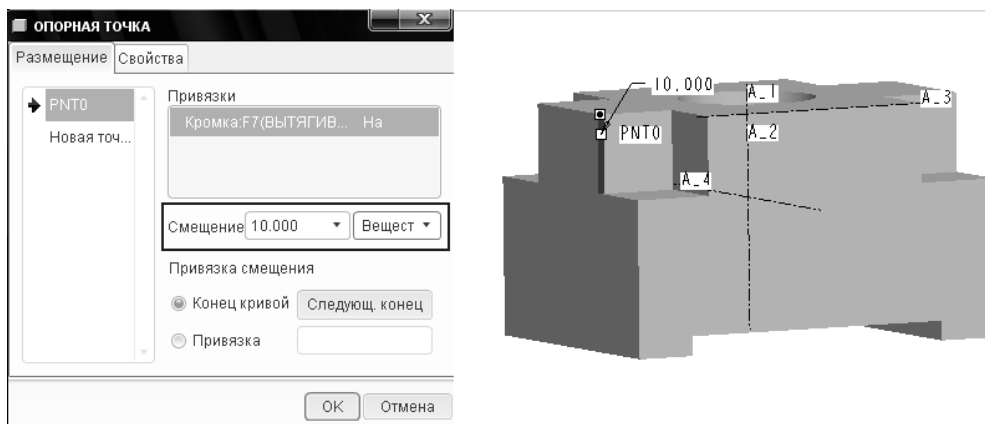 ОПОРНАЯ ТОЧКА
x
Размещение Свойства
PNT0
Новая точ...
Привязки
Кромка:F7(ВЫТЯГИВ... На
Смещение 10.000 Вещест
Привязка смещения
Конец кривой Следующ. конец
Привязка
OK Отмена
10.000
A_1
A_3
PNT0
A_2
A_4